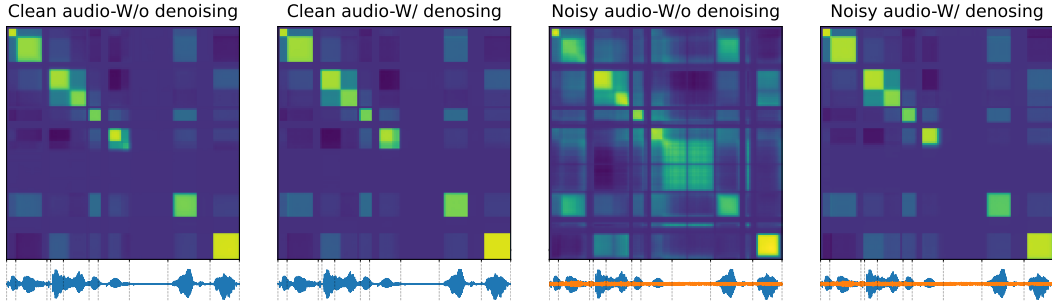 Clean audio-W/o denoising
Clean audio-W/ denosing
Noisy audio-W/o denoising
Noisy audio-W/ denosing